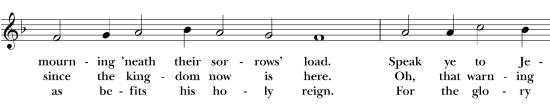 mourn - ing 'neath their sor - rows' load. Speak ye to Je -
since the king - dom now is here. Oh, that warn - ing
as be - fits his ho - ly reign. For the glo - ry